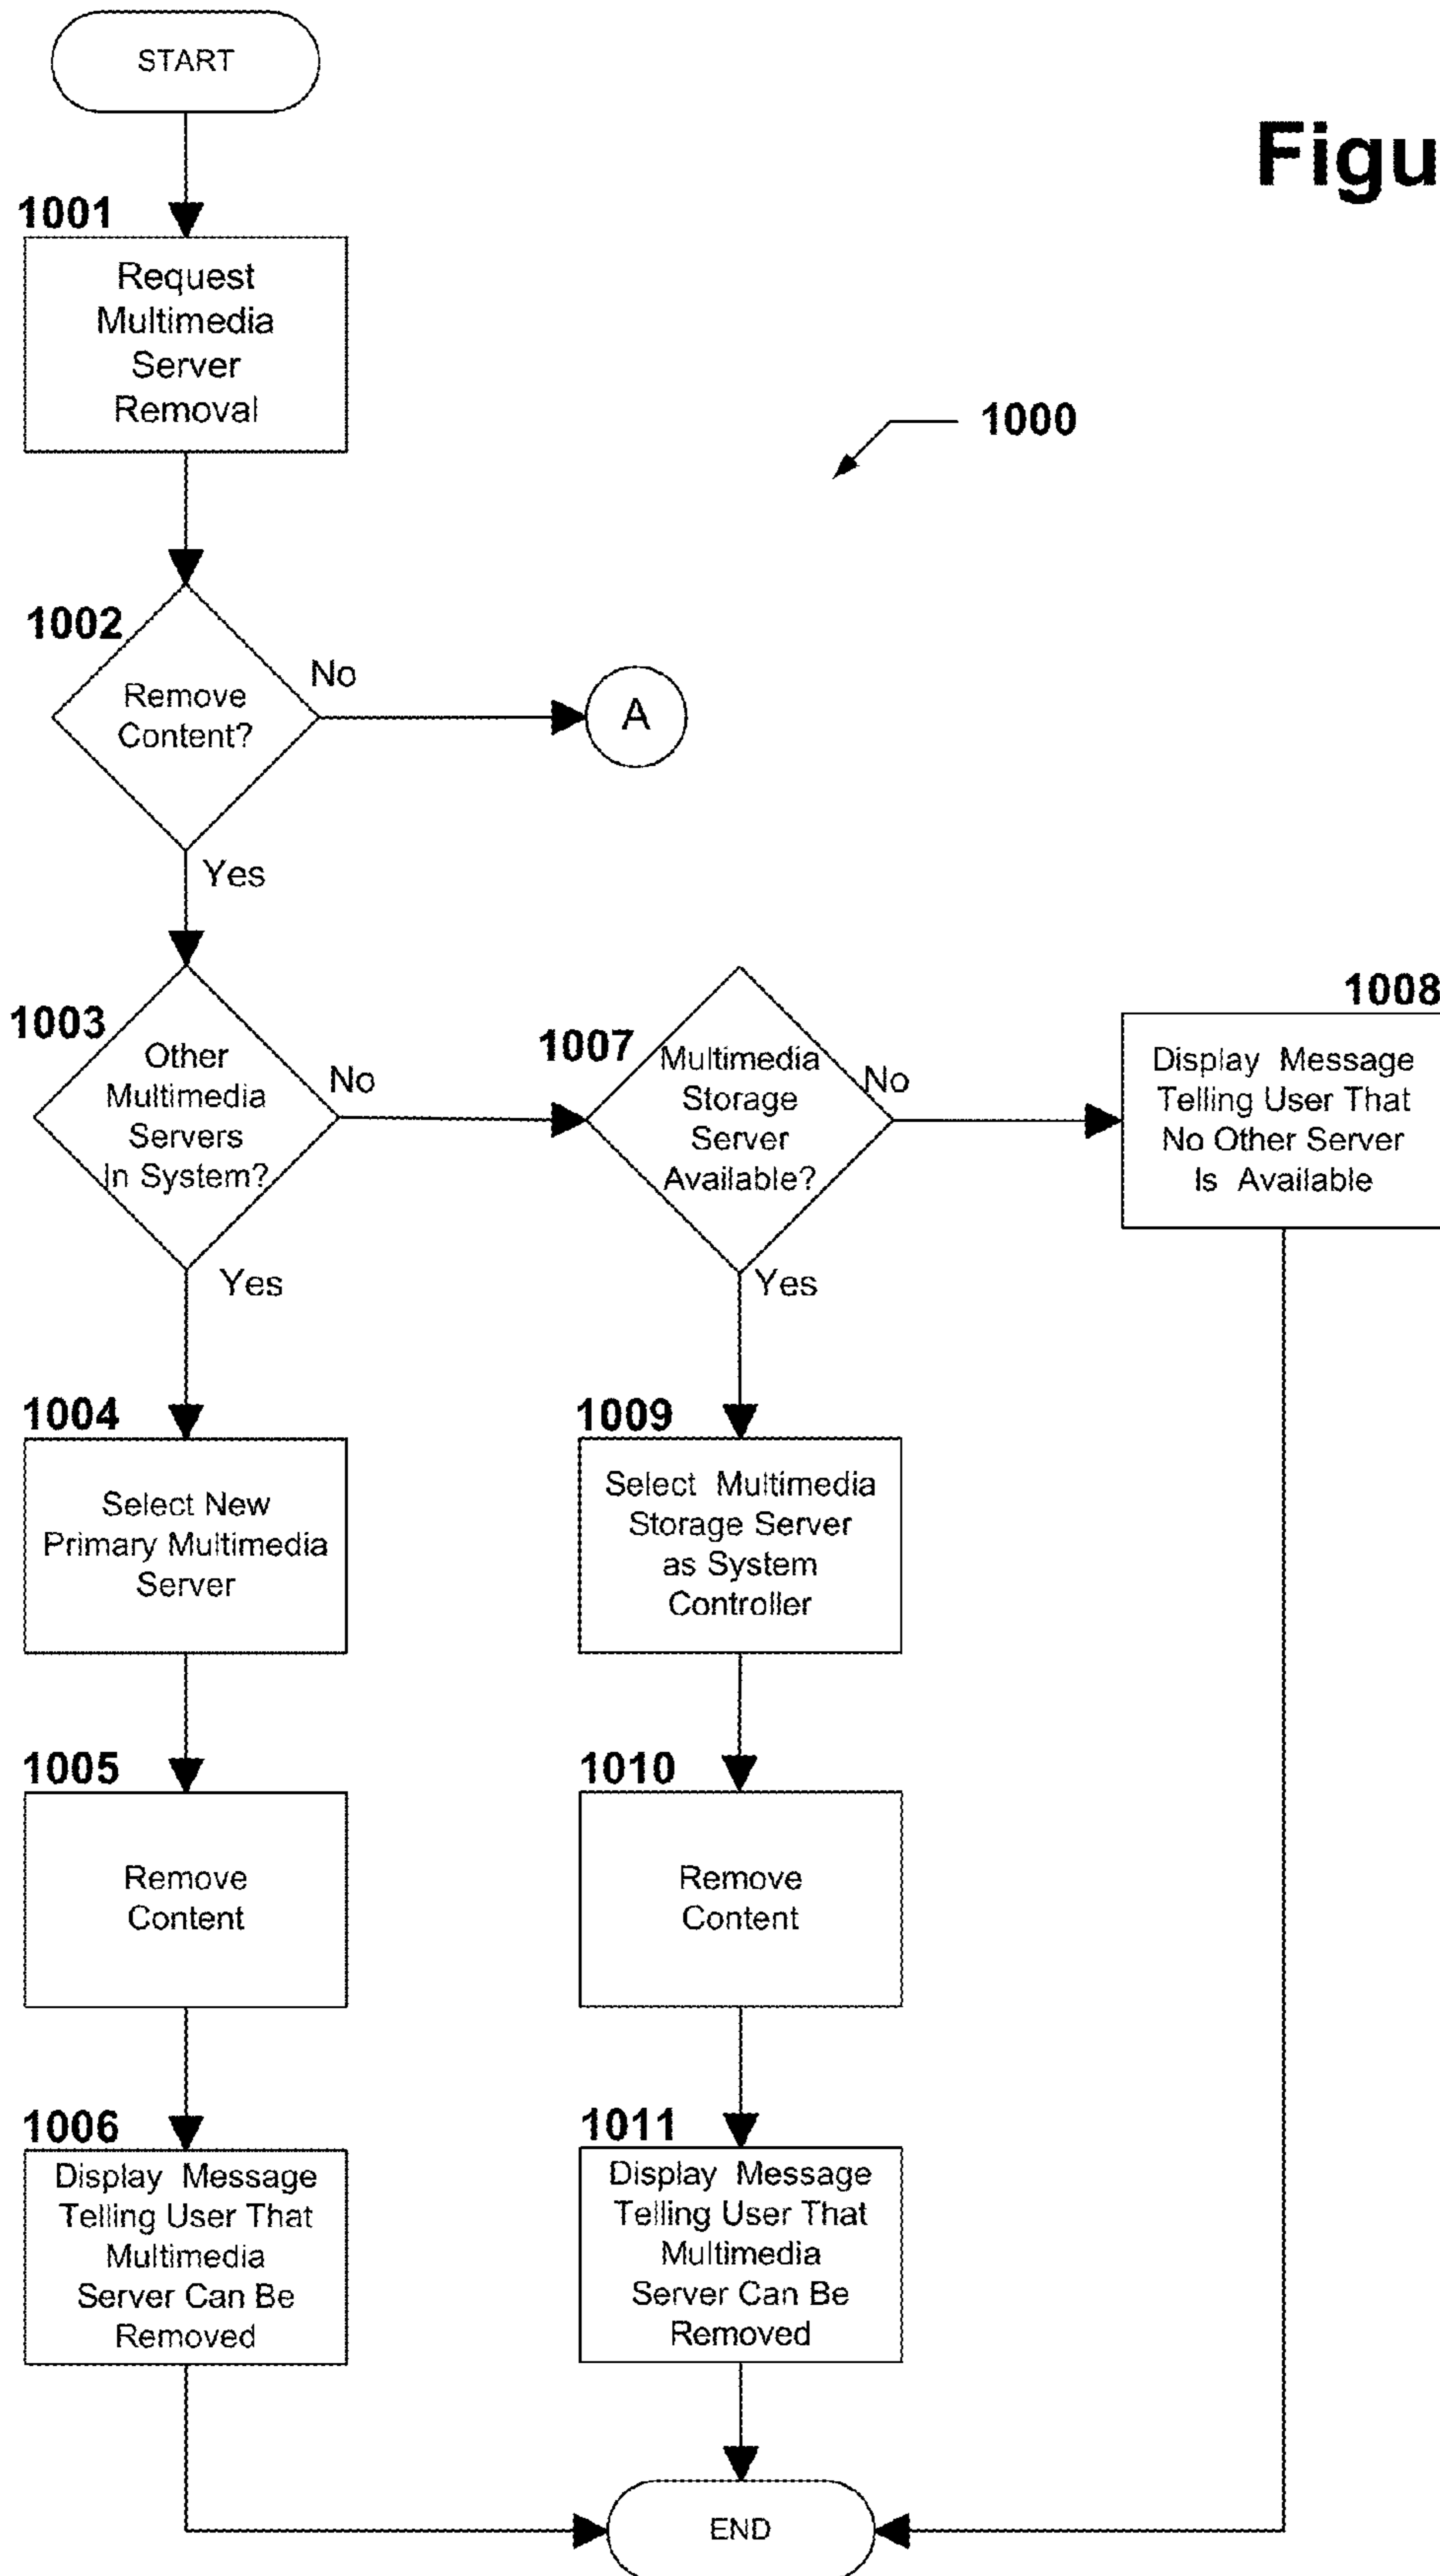 START
Figu
1001
Request
Multimedia
Server
Removal
1000
1002
Remove
Content?
No
A
Yes
1003
Other
Multimedia
Servers
In System?
No
1007
Multimedia
Storage
Server
Available?
No
1008
Display Message
Telling User That
No Other Server
Is Available
Yes
Yes
1004
Select New
Primary Multimedia
Server
1009
Select Multimedia
Storage Server
as System
Controller
1005
Remove
Content
1010
Remove
Content
1006
Display Message
Telling User That
Multimedia
Server Can Be
Removed
1011
Display Message
Telling User That
Multimedia
Server Can Be
Removed
END